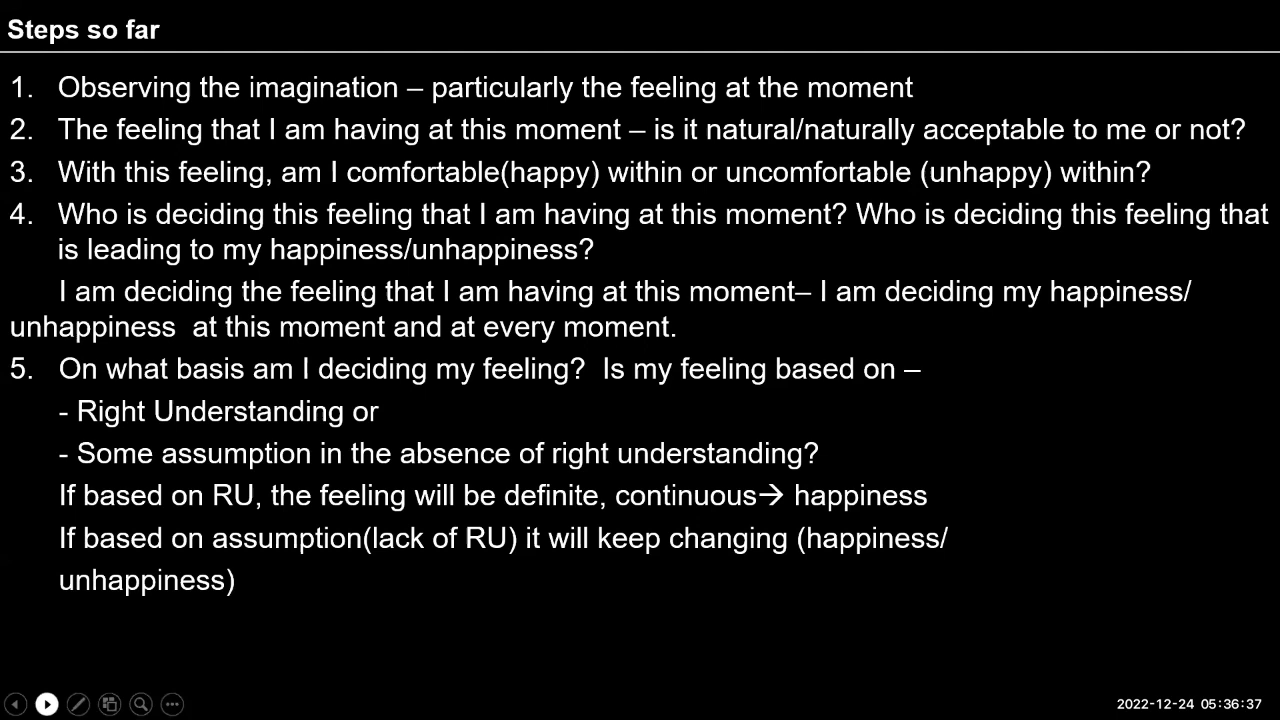 Steps so far
1. Observing the imagination – particularly the feeling at the moment
2. The feeling that I am having at this moment – is it natural/naturally acceptable to me or not?
3. With this feeling, am I comfortable(happy) within or uncomfortable (unhappy) within?
4. Who is deciding this feeling that I am having at this moment? Who is deciding this feeling that
is leading to my happiness/unhappiness?
I am deciding the feeling that I am having at this moment– I am deciding my happiness/
unhappiness at this moment and at every moment.
5. On what basis am I deciding my feeling? Is my feeling based on –
- Right Understanding or
- Some assumption in the absence of right understanding?
If based on RU, the feeling will be definite, continuous→ happiness
If based on assumption(lack of RU) it will keep changing (happiness/
unhappiness)
2022-12-24 05:36:37